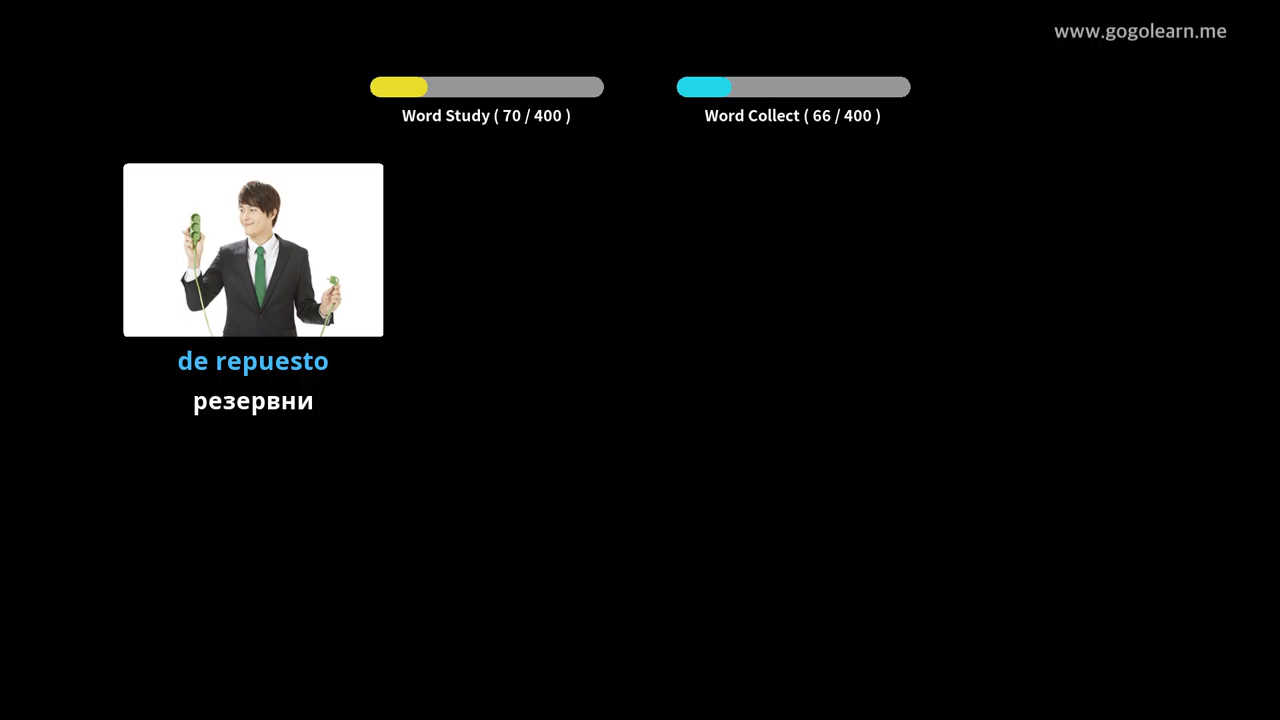 www.gogolearn.me
Word Study ( 70 / 400 )
Word Collect ( 66 / 400 )
de repuesto
резервни